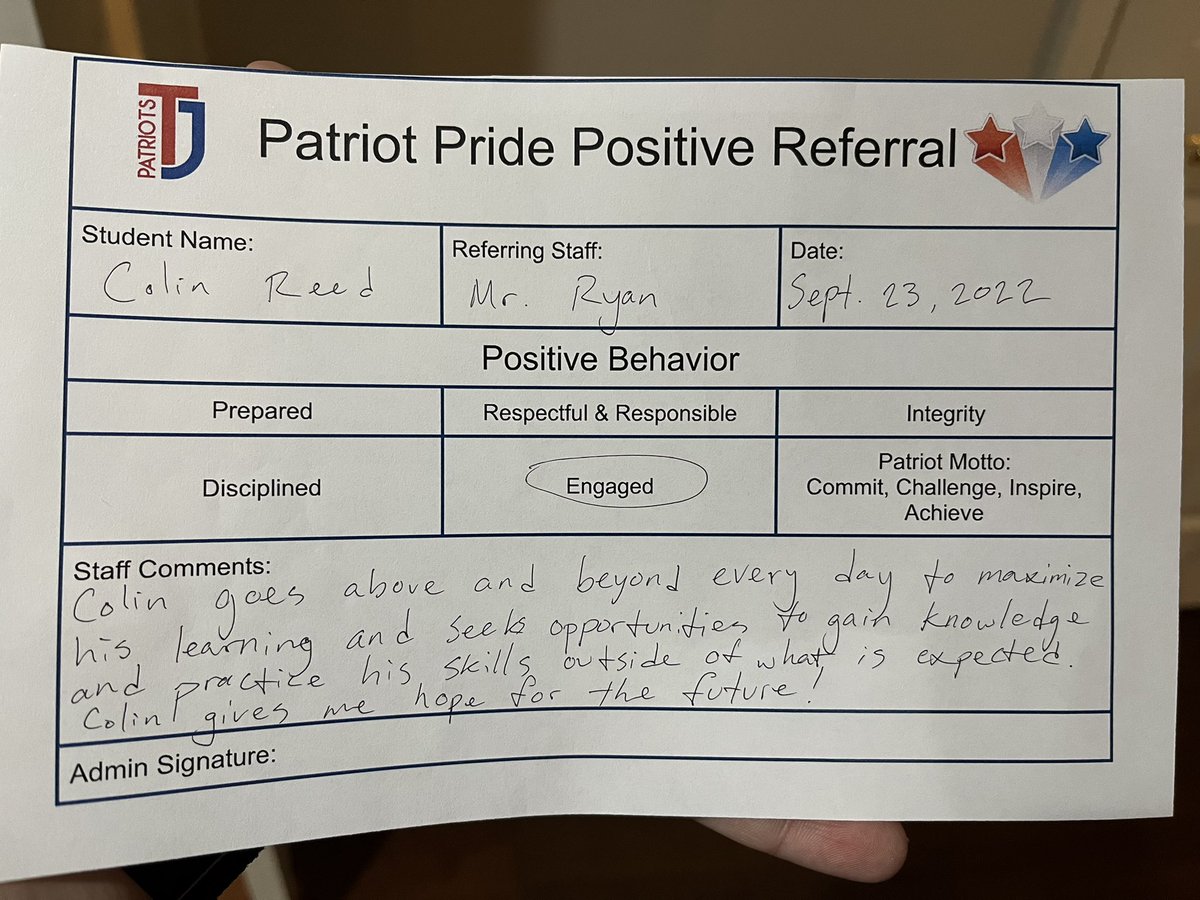 PATRIOTS
TJ
Patriot Pride Positive Referral
Student Name:
Colin Reed
Referring Staff:
Mr. Ryan
Date:
Sept. 23, 2022
Positive Behavior
Prepared
Respectful & Responsible
Integrity
Disciplined
Engaged
Patriot Motto:
Commit, Challenge, Inspire,
Achieve
Staff Comments:
Colin goes above and beyond every day to maximize
his learning and seeks opportunities to gain knowledge
and practice his skills outside of what is expected.
Colin gives me hope for the future!
Admin Signature: